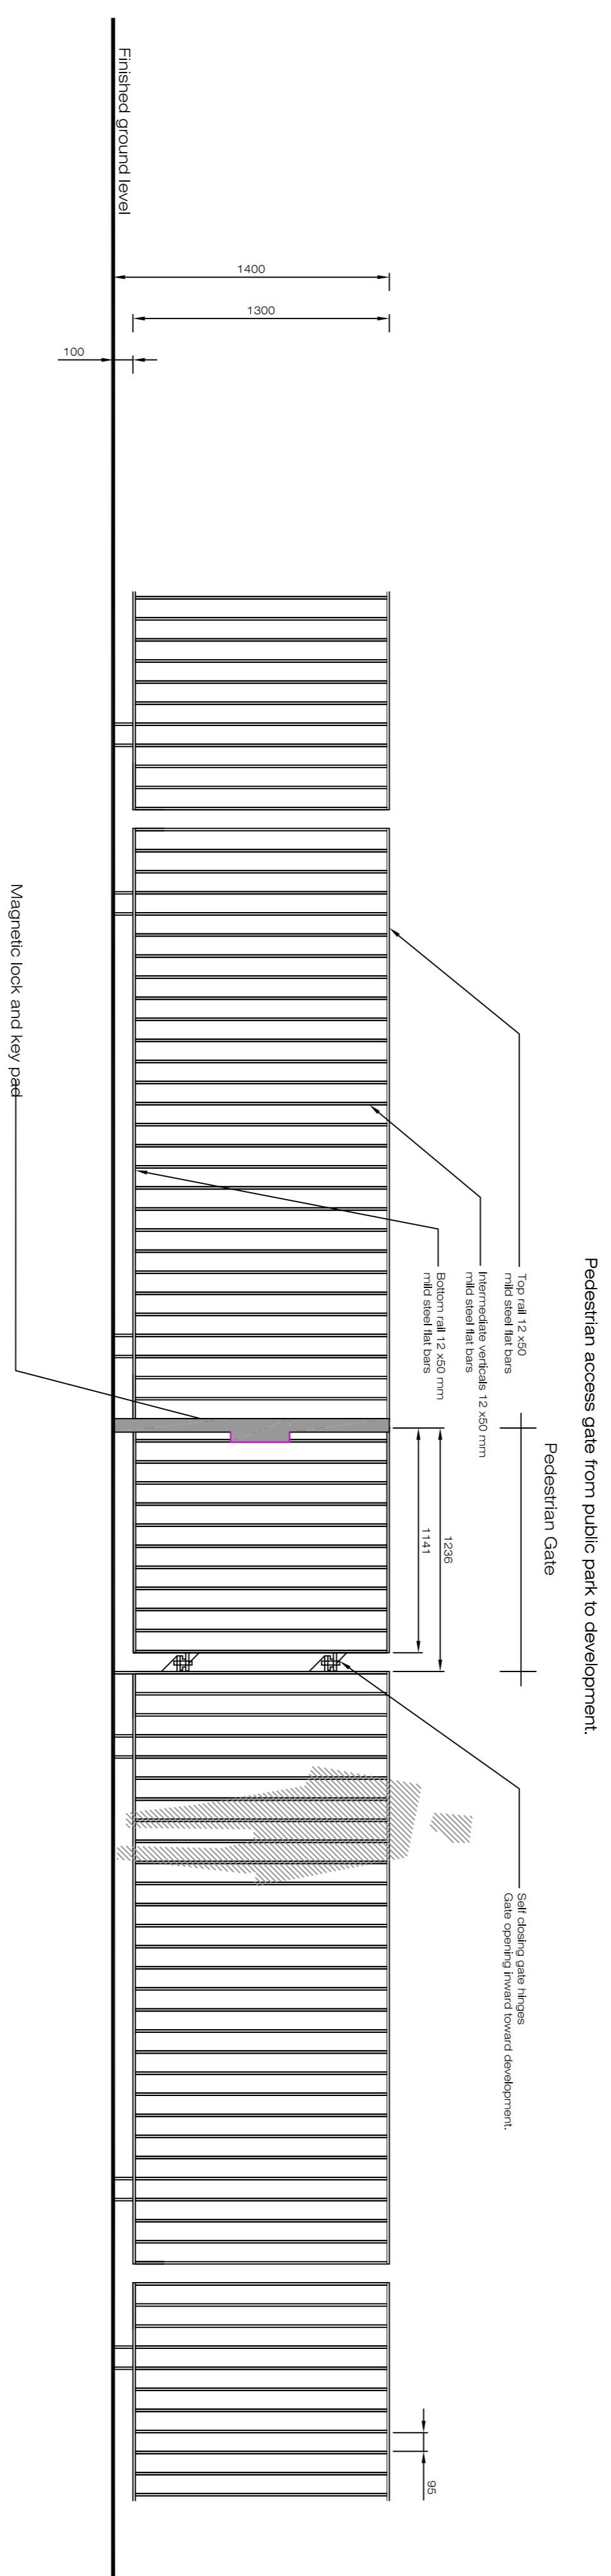 Pedestrian access gate from public park to development.
Pedestrian Gate
Top rail 12 x50
mild steel flat bars
Intermediate verticals 12 x50 mm
mild steel flat bars
Bottom rail 12 x50 mm
mild steel flat bars
Self closing gate hinges
Gate opening inward toward development.
1236
1141
95
1400
1300
100
Finished ground level
Magnetic lock and key pad